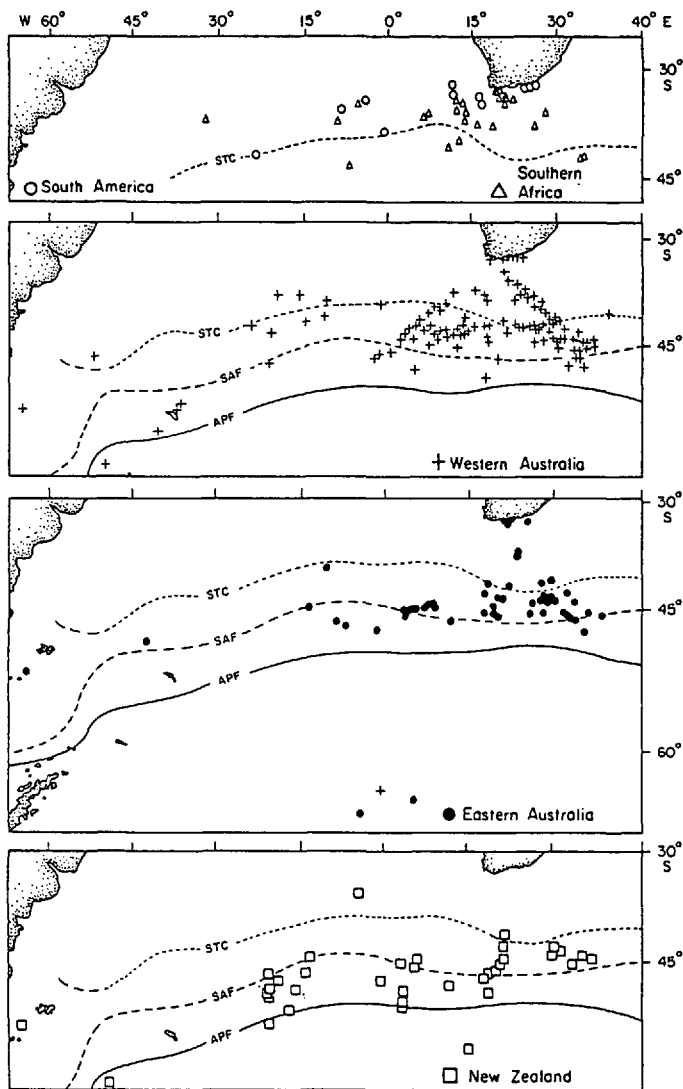 W 60° 45° 30° 15° 0° 15° 30° 40° E
30°
S
STC
45°
South America
Southern
Africa
30°
S
STC
45°
SAF
APF
Western Australia
30°
S
STC
45°
SAF
APF
60°
Eastern Australia
30°
S
STC
45°
SAF
APF
New Zealand